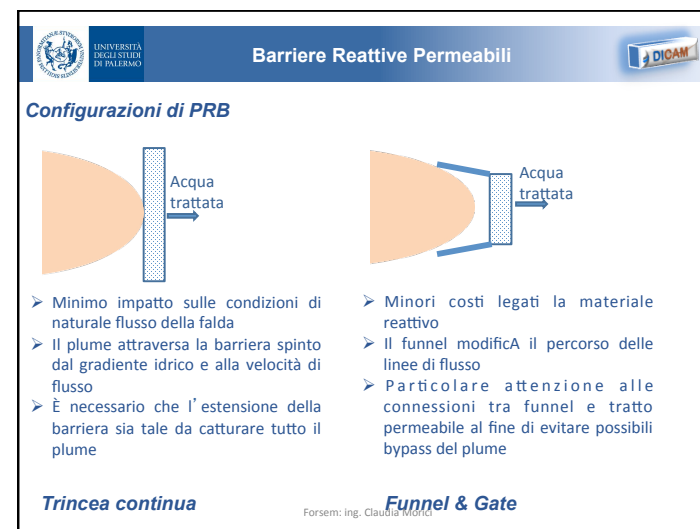 UNIVERSITÀ
DEGLI STUDI
DI PALERMO
Barriere Reattive Permeabili
DICAM
Configurazioni di PRB
Acqua
trattata
Acqua
trattata
➢ Minimo impatto sulle condizioni di
naturale flusso della falda
➢ Il plume attraversa la barriera spinto
dal gradiente idrico e alla velocità di
flusso
➢ È necessario che l'estensione della
barriera sia tale da catturare tutto il
plume
➢ Minori costi legati la materiale
reattivo
➢ Il funnel modificA il percorso delle
linee di flusso
➢ Particolare attenzione alle
connessioni tra funnel e tratto
permeabile al fine di evitare possibili
bypass del plume
Trincea continua
Funnel & Gate
Forsem: ing. Claudia Morici